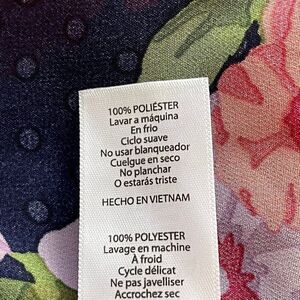 100% POLIÉSTER
Lavar a máquina
En frio
Ciclo suave
No usar blanqueador
Cuelgue en seco
No planchar
O estarás triste
HECHO EN VIETNAM
100% POLYESTER
Lavage en machine
À froid
Cycle délicat
Ne pas javelliser
Accrochez sec